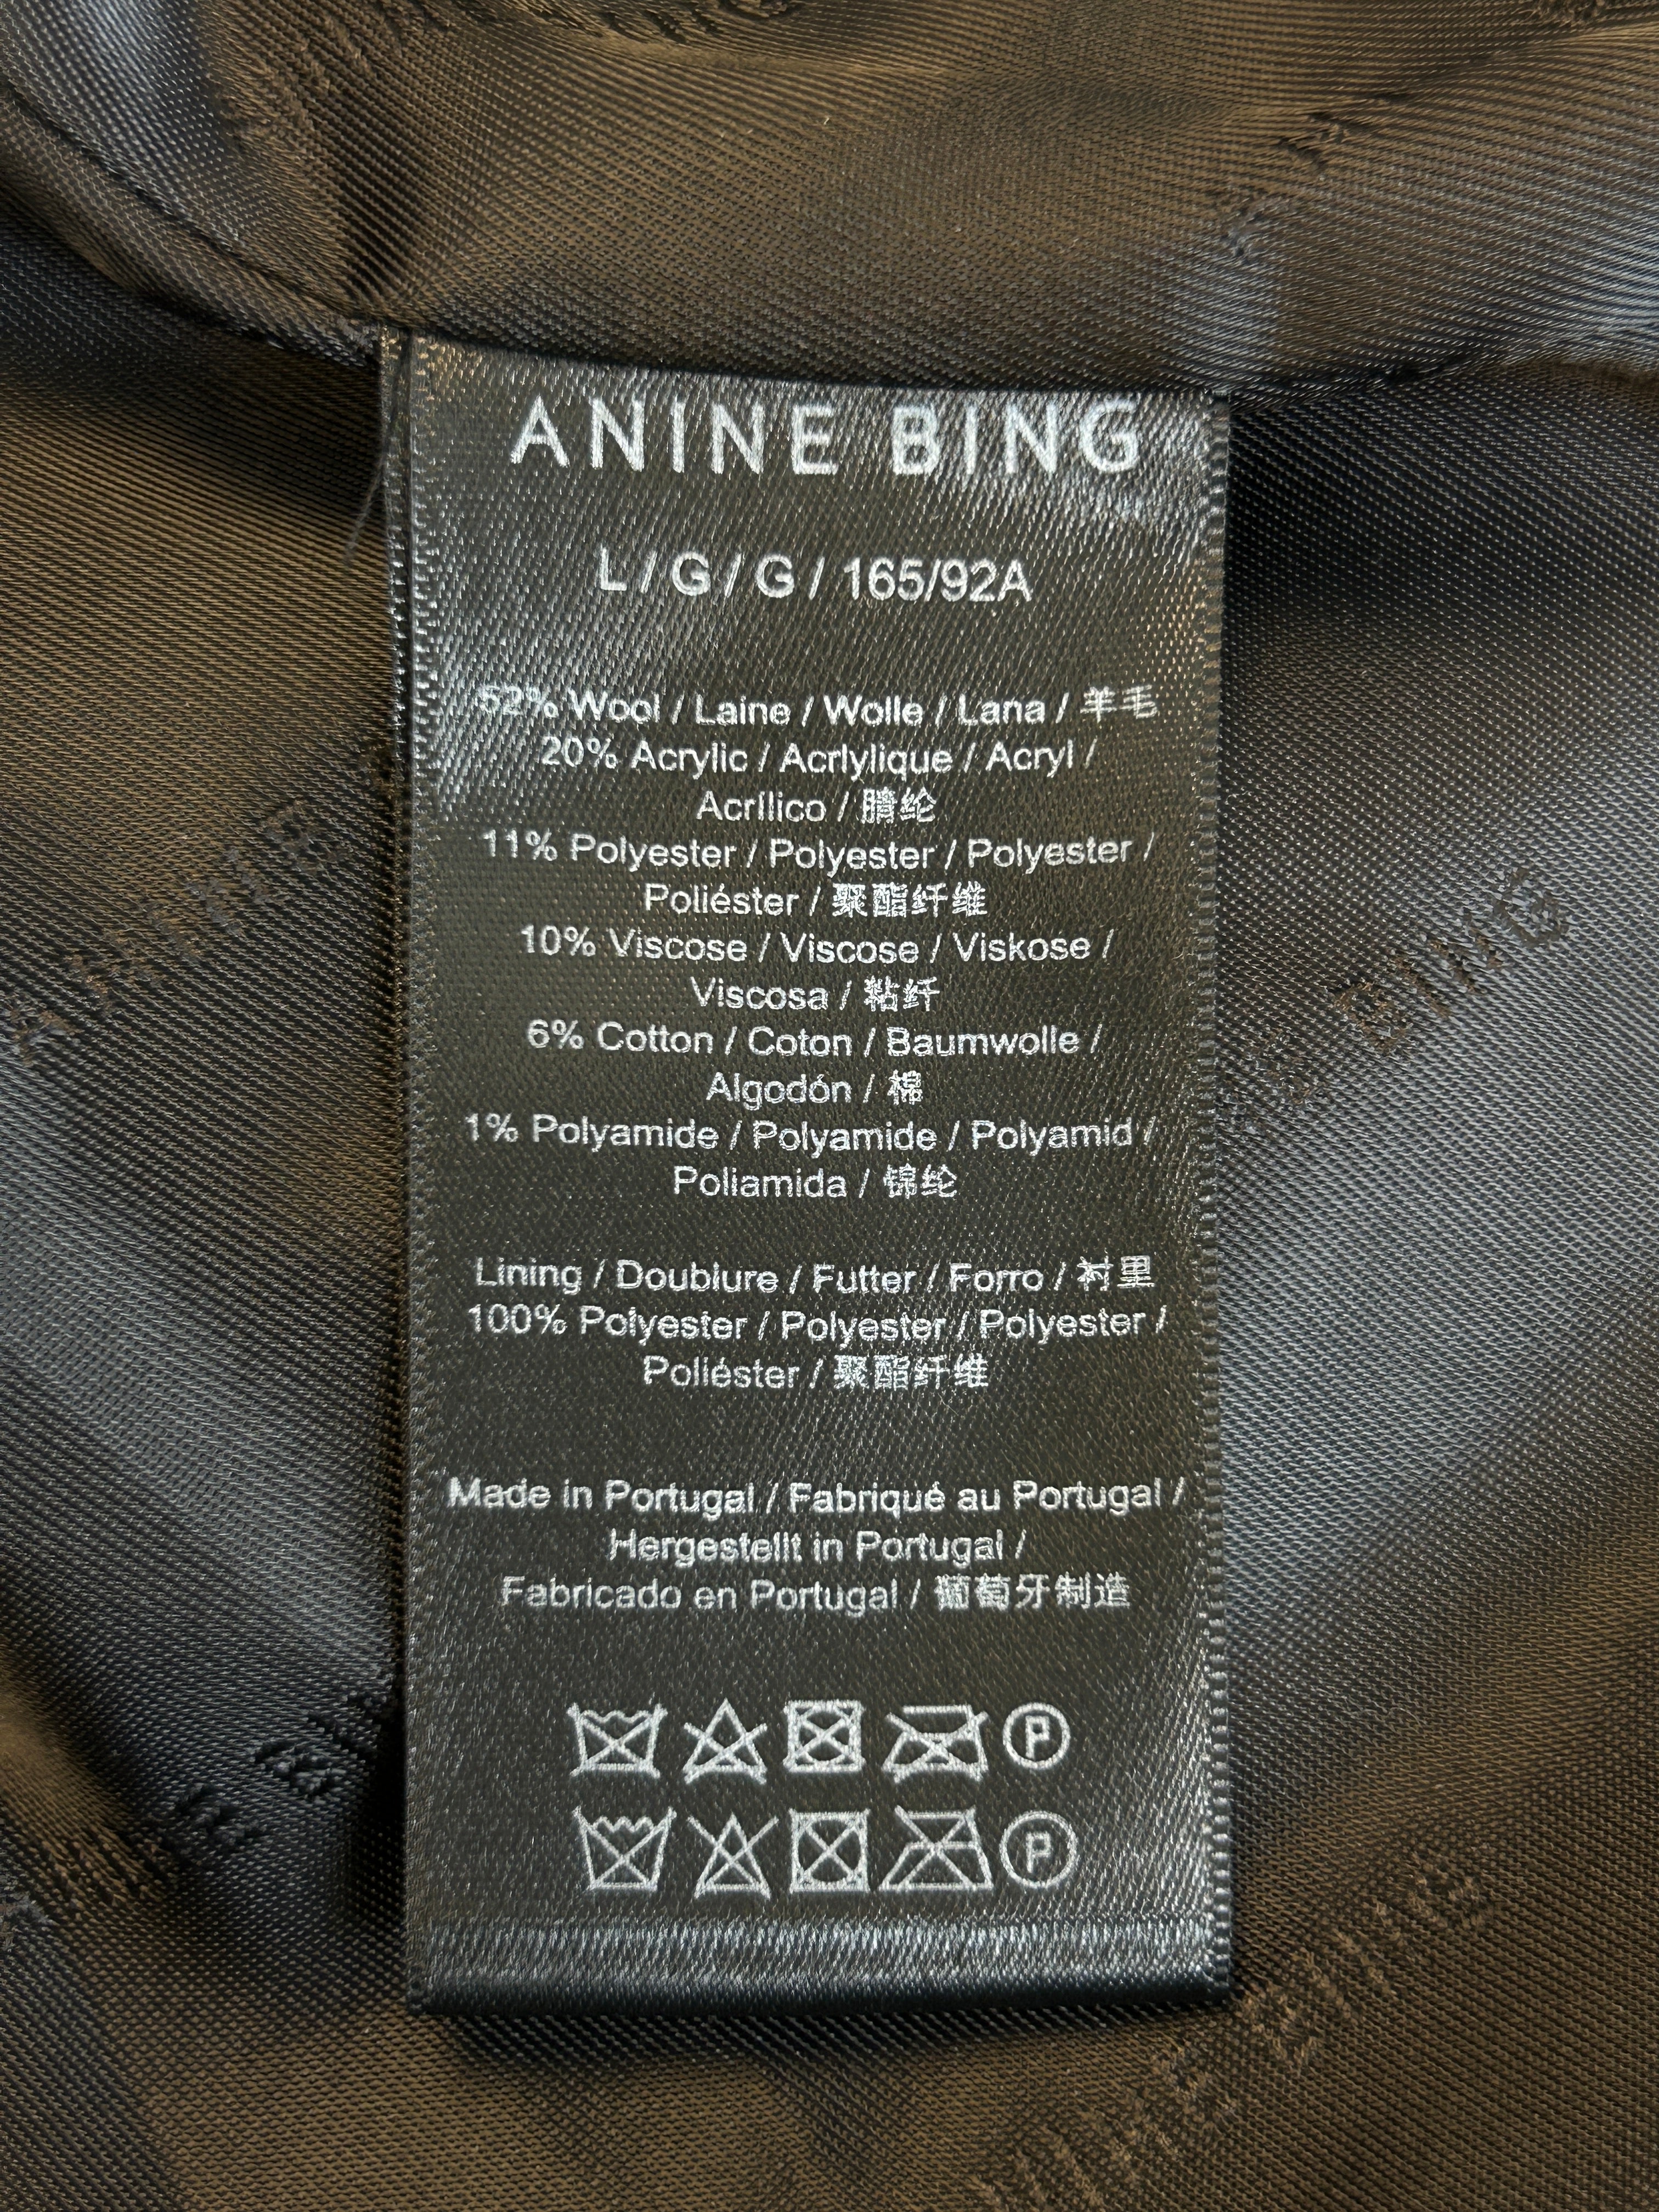 ANINE BING
L / G / G / 165/92A
52% Wool / Laine / Wolle / Lana / 羊毛
20% Acrylic / Acrlylique / Acryl /
Acrílico / 腈纶
11% Polyester / Polyester / Polyester /
Poliéster / 聚酯纤维
10% Viscose / Viscose / Viskose /
Viscosa / 粘纤
6% Cotton / Coton / Baumwolle /
Algodón / 棉
1% Polyamide / Polyamide / Polyamid /
Poliamida / 锦纶
Lining / Doublure / Futter / Forro / 衬里
100% Polyester / Polyester / Polyester /
Poliéster / 聚酯纤维
Made in Portugal / Fabriqué au Portugal /
Hergestellt in Portugal /
Fabricado en Portugal / 葡萄牙制造
P
P
ANINE
BING
ANINE BING